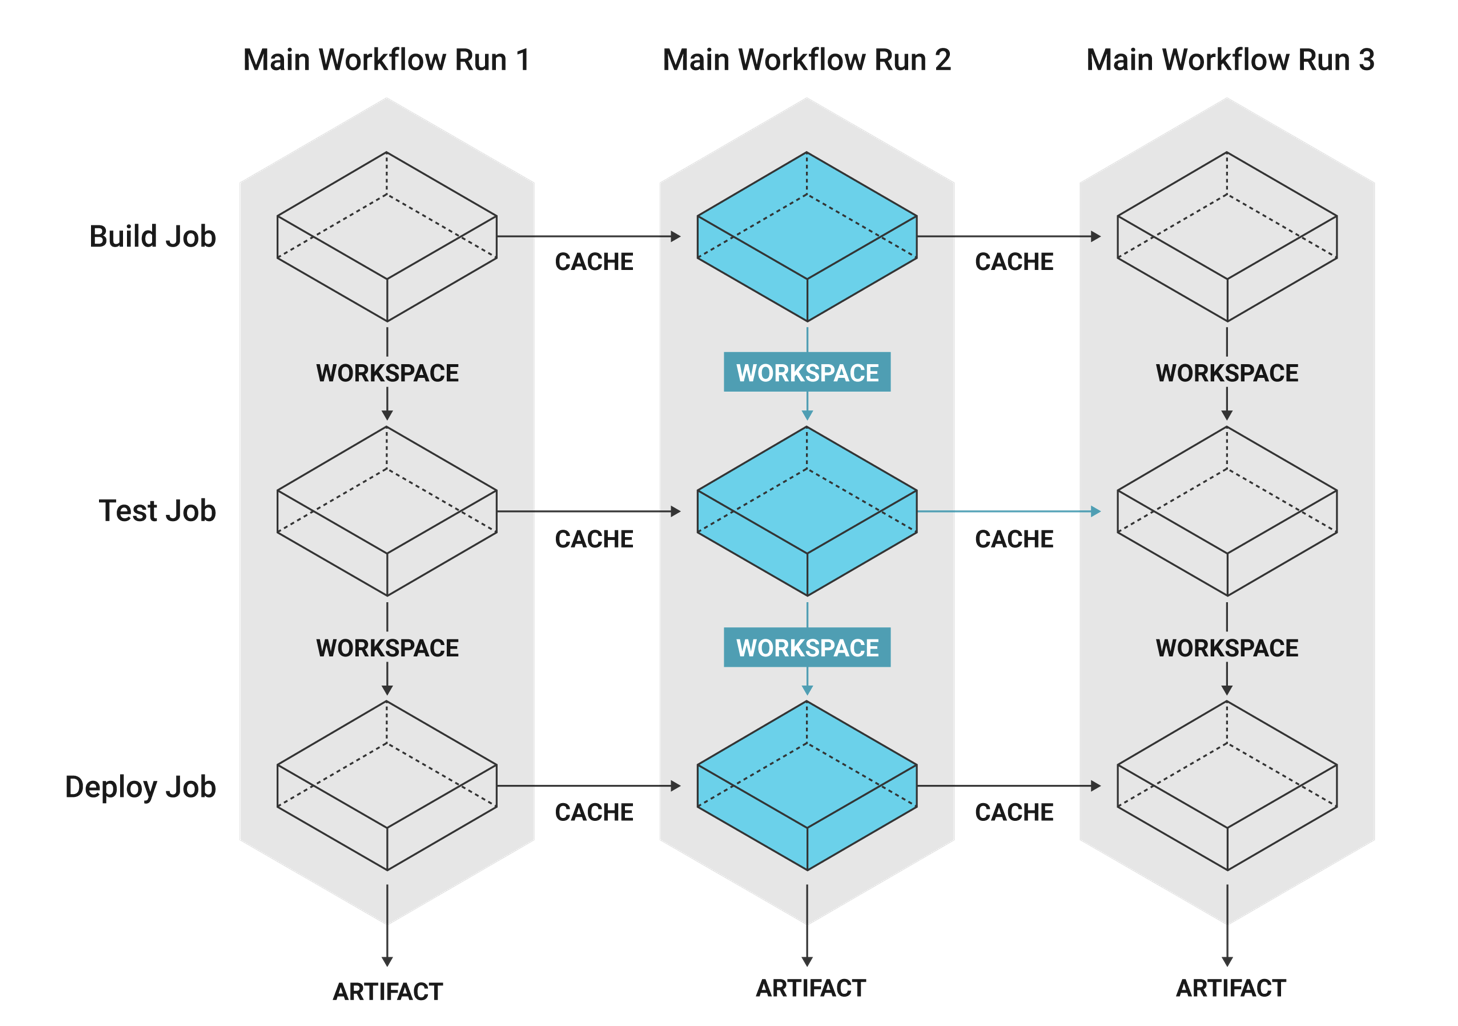 Main Workflow Run 1
Main Workflow Run 2
Main Workflow Run 3
Build Job
CACHE
CACHE
WORKSPACE
WORKSPACE
WORKSPACE
Test Job
CACHE
CACHE
WORKSPACE
WORKSPACE
WORKSPACE
Deploy Job
CACHE
CACHE
ARTIFACT
ARTIFACT
ARTIFACT